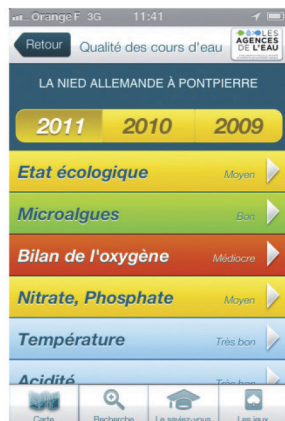 Orange F 3G 11:41
Retour Qualité des cours d'eau LES AGENCES DE L'EAU
LA NIED ALLEMANDE À PONTPIERRE
2011 2010 2009
Etat écologique Moyen
Microalgues Bon
Bilan de l'oxygène Médiocre
Nitrate, Phosphate Moyen
Température Très bon
Acidité
Carte Recherche Le saviez-vous Les jeux